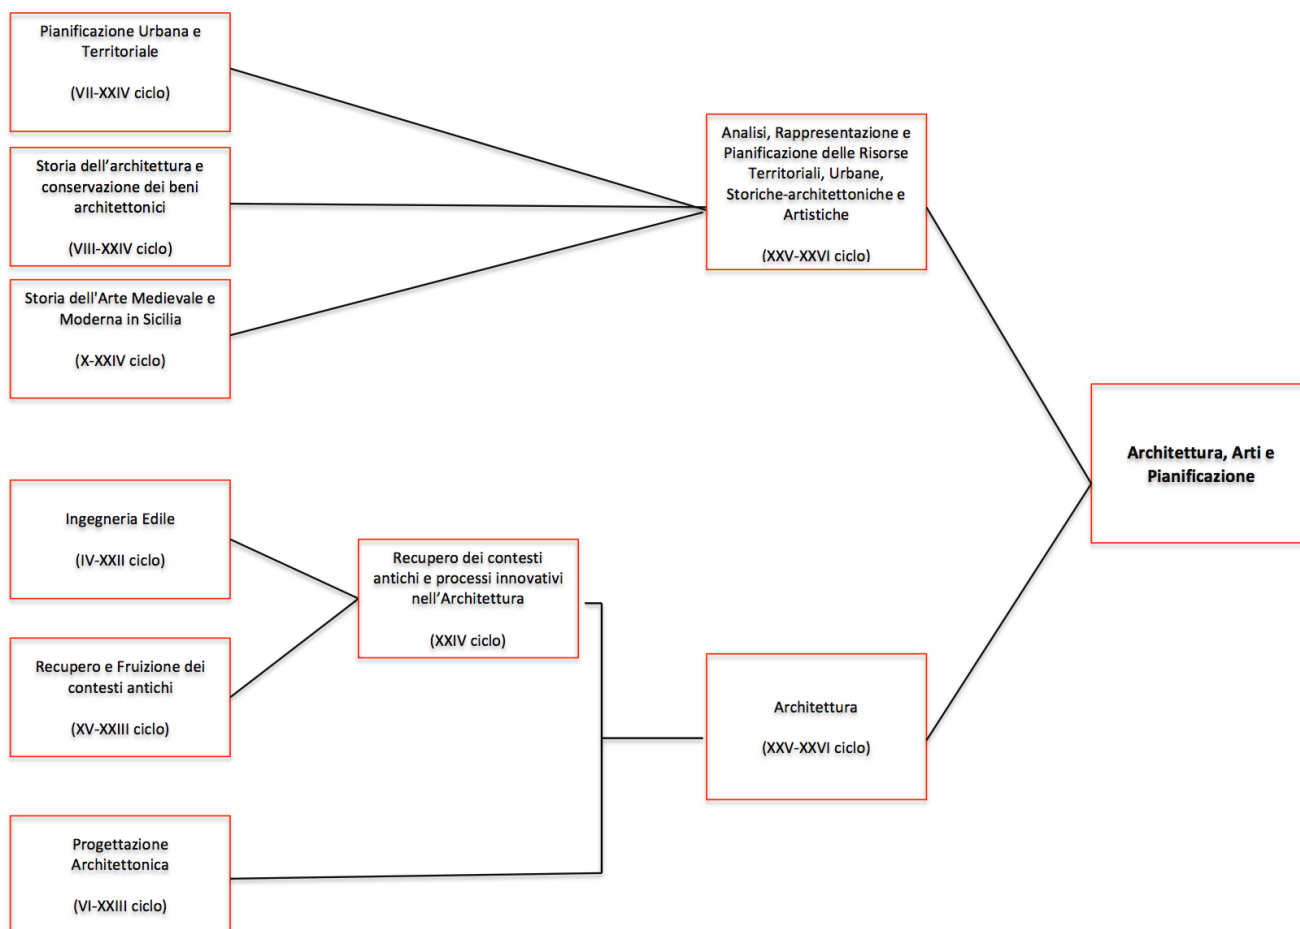 Pianificazione Urbana e
Territoriale
(VII-XXIV ciclo)
Storia dell’architettura e
conservazione dei beni
architettonici
(VIII-XXIV ciclo)
Storia dell'Arte Medievale e
Moderna in Sicilia
(X-XXIV ciclo)
Analisi, Rappresentazione e
Pianificazione delle Risorse
Territoriali, Urbane,
Storiche-architettoniche e
Artistiche
(XXV-XXVI ciclo)
Architettura, Arti e
Pianificazione
Ingegneria Edile
(IV-XXII ciclo)
Recupero dei contesti
antichi e processi innovativi
nell’Architettura
(XXIV ciclo)
Recupero e Fruizione dei
contesti antichi
(XV-XXIII ciclo)
Architettura
(XXV-XXVI ciclo)
Progettazione
Architettonica
(VI-XXIII ciclo)